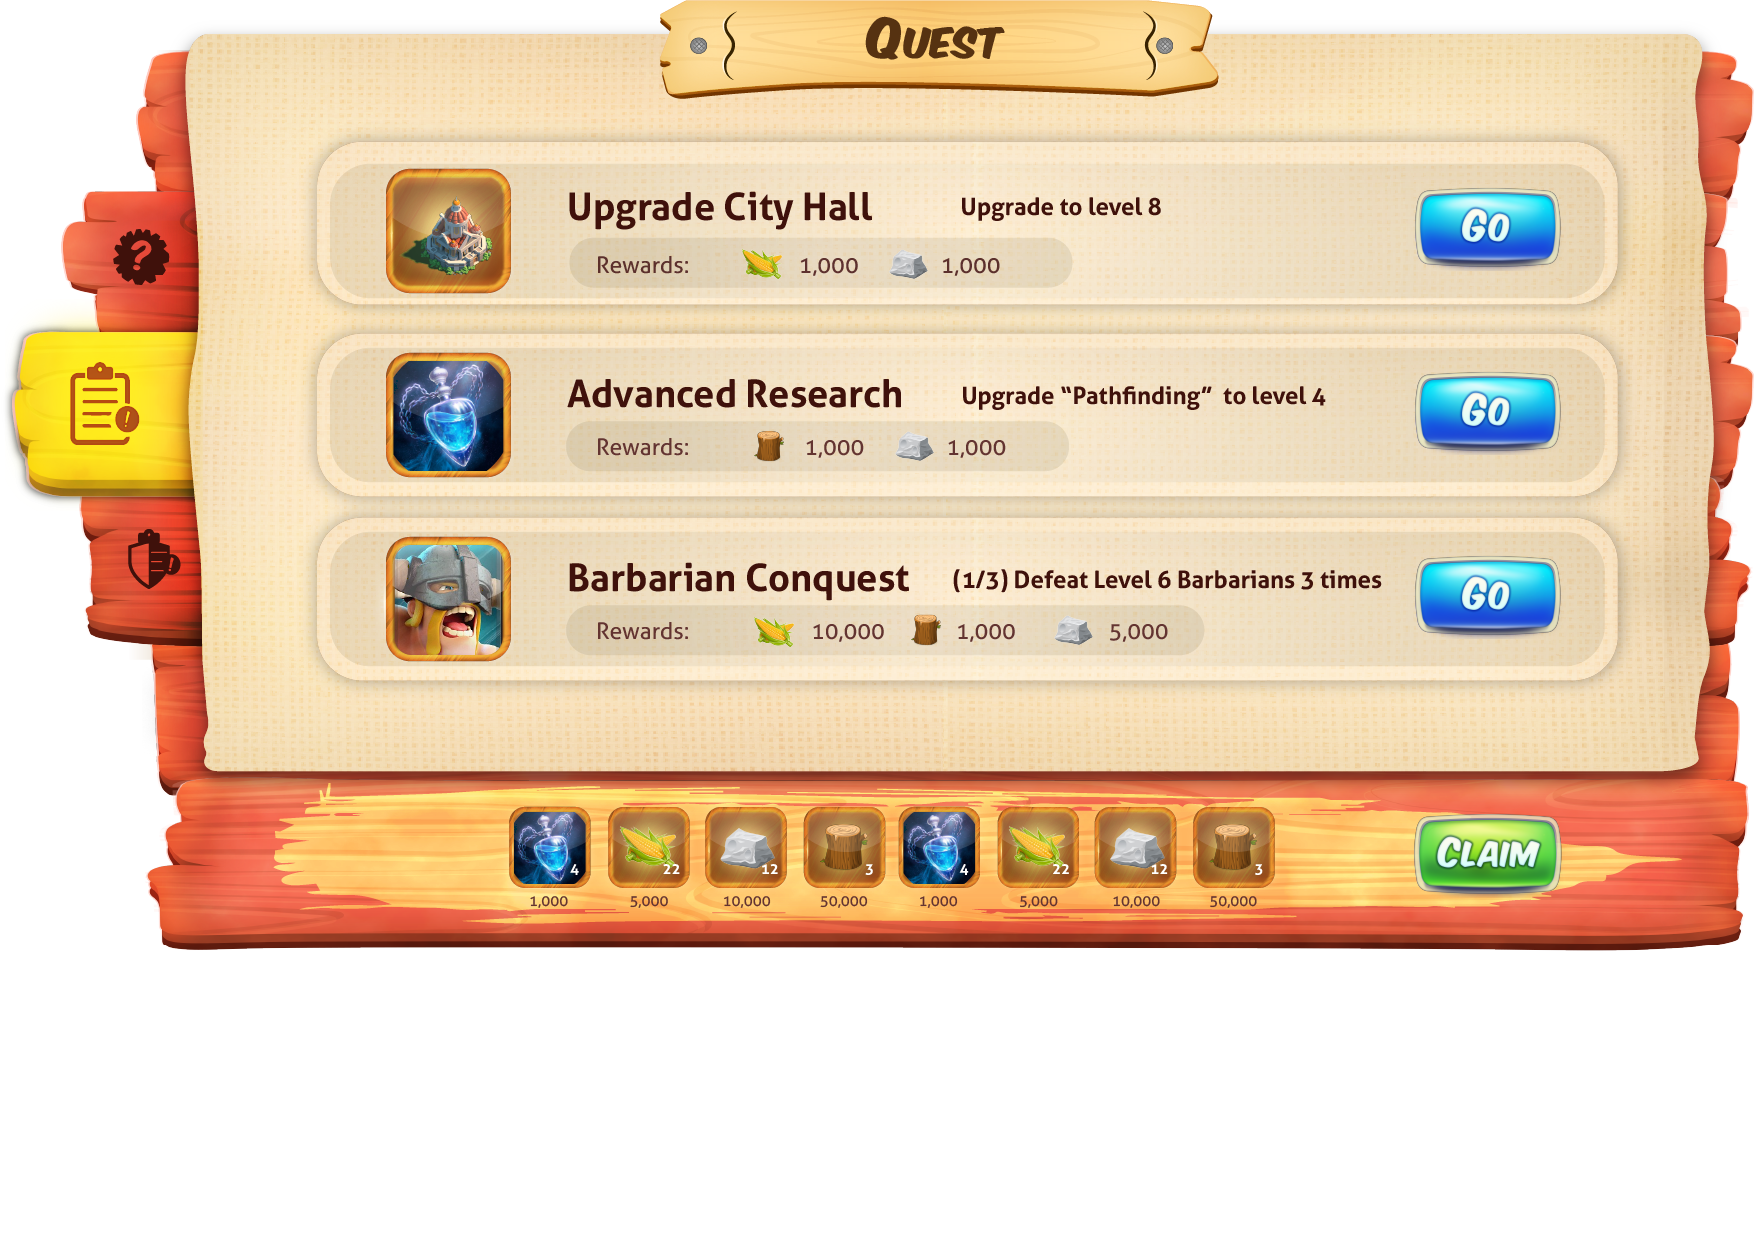 QUEST
Upgrade City Hall Upgrade to level 8
Rewards: 1,000 1,000
GO
Advanced Research Upgrade “Pathfinding” to level 4
Rewards: 1,000 1,000
GO
Barbarian Conquest (1/3) Defeat Level 6 Barbarians 3 times
Rewards: 10,000 1,000 5,000
GO
4 22 12 3 4 22 12 3
1,000 5,000 10,000 50,000 1,000 5,000 10,000 50,000
CLAIM